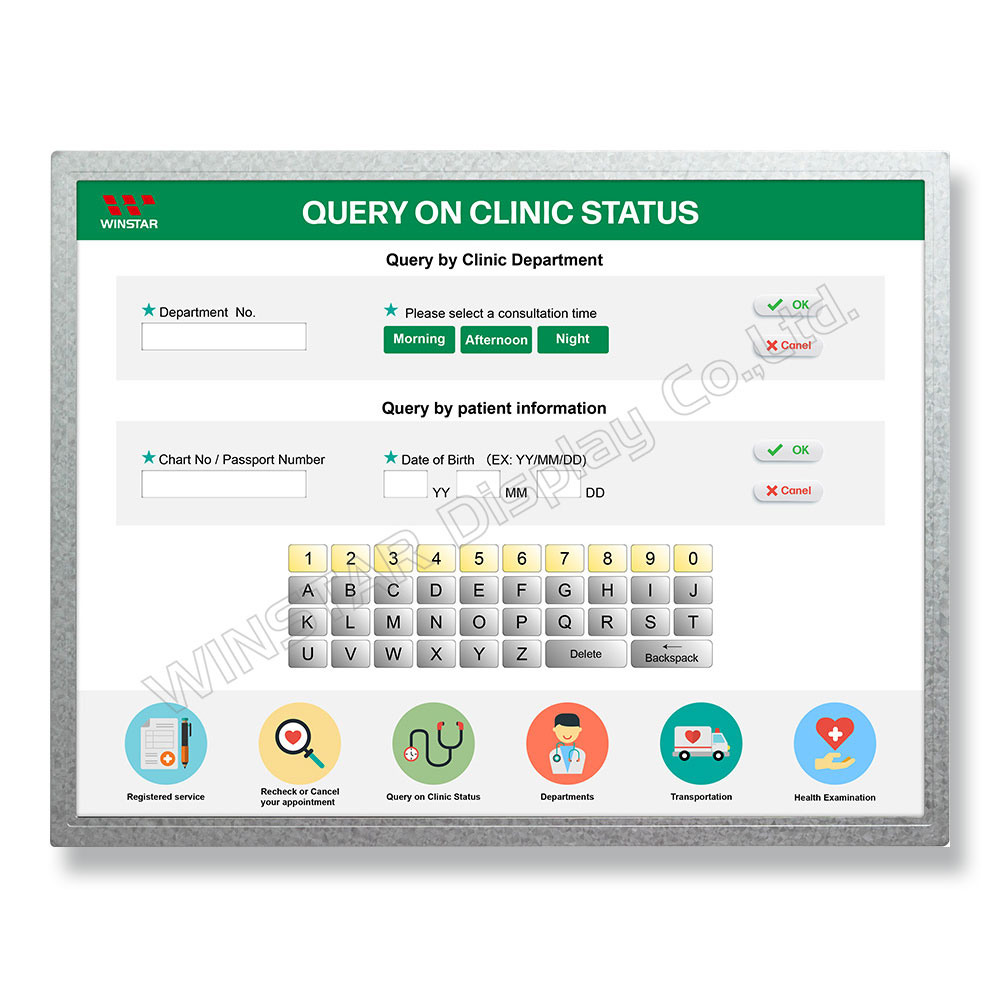 WINSTAR
QUERY ON CLINIC STATUS
Query by Clinic Department
★ Department No.
★ Please select a consultation time
Morning Afternoon Night
OK
Canel
Query by patient information
★ Chart No / Passport Number
★ Date of Birth (EX: YY/MM/DD)
YY MM DD
OK
Canel
1 2 3 4 5 6 7 8 9 0
A B C D E F G H I J
K L M N O P Q R S T
U V W X Y Z Delete ← Backspack
Registered service
Recheck or Cancel
your appointment
Query on Clinic Status
Departments
Transportation
Health Examination
WINSTAR Display Co.,Ltd.